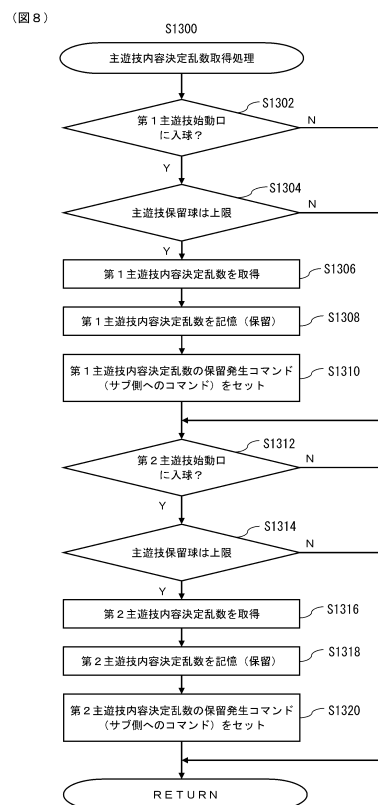 （図８）
S1300
主遊技内容決定乱数取得処理
S1302
第１主遊技始動口
に入球？
N
Y
S1304
主遊技保留球は上限
N
Y
第１主遊技内容決定乱数を取得
S1306
第１主遊技内容決定乱数を記憶（保留）
S1308
第１主遊技内容決定乱数の保留発生コマンド
（サブ側へのコマンド）をセット
S1310
S1312
第２主遊技始動口
に入球？
N
Y
S1314
主遊技保留球は上限
N
Y
第２主遊技内容決定乱数を取得
S1316
第２主遊技内容決定乱数を記憶（保留）
S1318
第２主遊技内容決定乱数の保留発生コマンド
（サブ側へのコマンド）をセット
S1320
ＲＥＴＵＲＮ